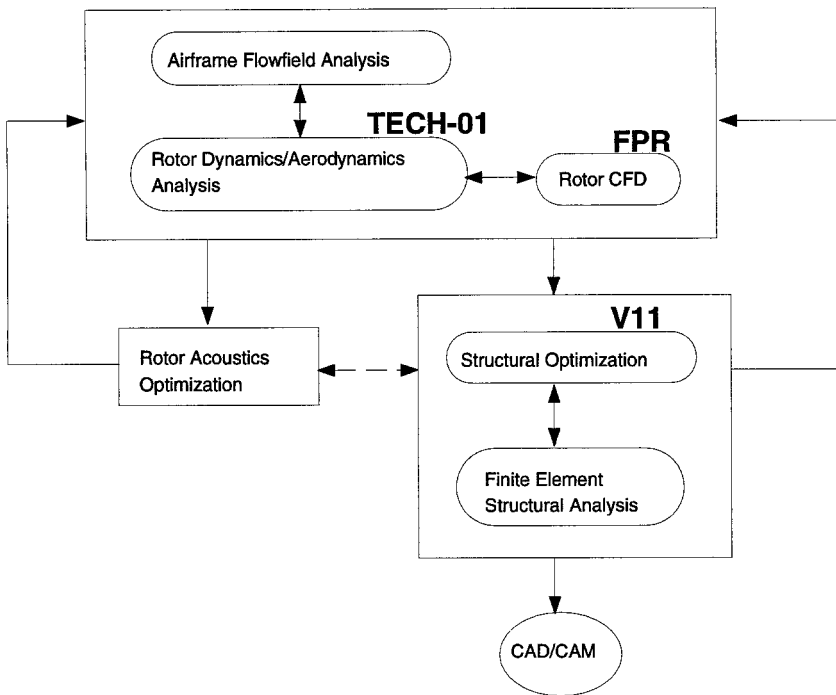 Airframe Flowfield Analysis
TECH-01
Rotor Dynamics/Aerodynamics
Analysis
FPR
Rotor CFD
V11
Structural Optimization
Rotor Acoustics
Optimization
Finite Element
Structural Analysis
CAD/CAM